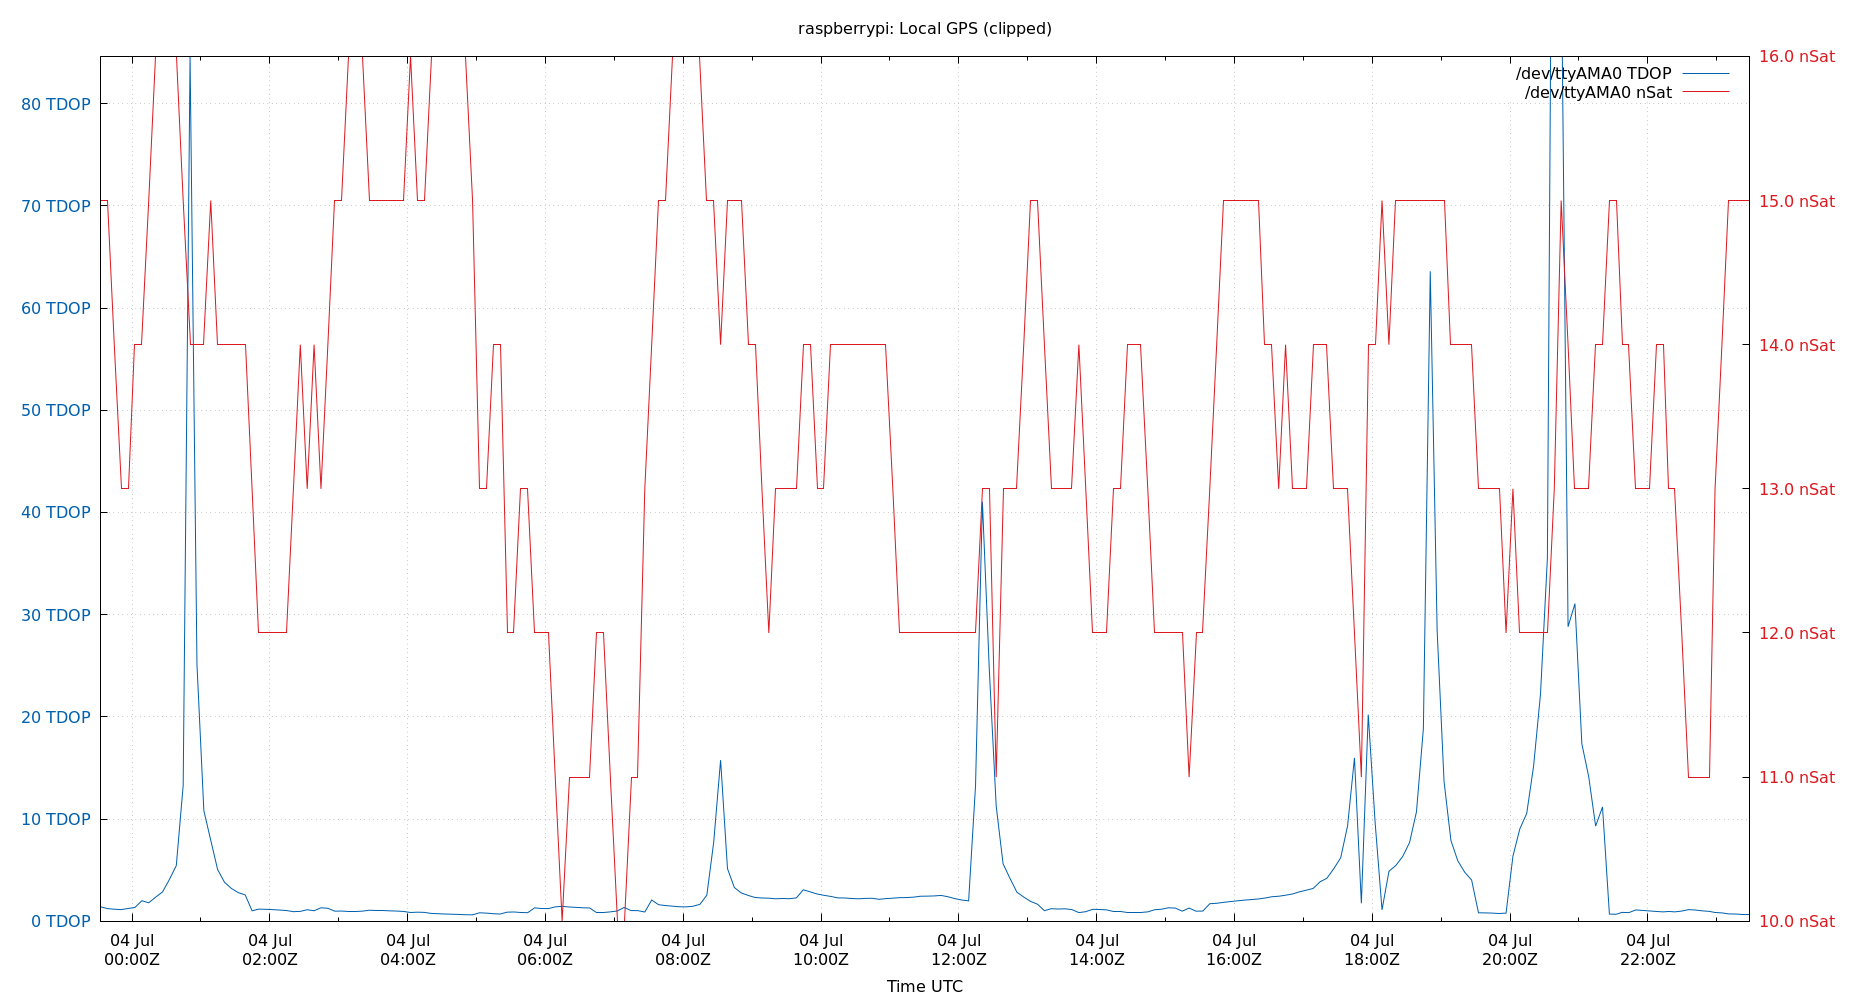 raspberrypi: Local GPS (clipped)
/dev/ttyAMA0 TDOP
/dev/ttyAMA0 nSat
80 TDOP
70 TDOP
60 TDOP
50 TDOP
40 TDOP
30 TDOP
20 TDOP
10 TDOP
0 TDOP
16.0 nSat
15.0 nSat
14.0 nSat
13.0 nSat
12.0 nSat
11.0 nSat
10.0 nSat
04 Jul 04 Jul 04 Jul 04 Jul 04 Jul 04 Jul 04 Jul 04 Jul 04 Jul 04 Jul 04 Jul 04 Jul
00:00Z 02:00Z 04:00Z 06:00Z 08:00Z 10:00Z 12:00Z 14:00Z 16:00Z 18:00Z 20:00Z 22:00Z
Time UTC